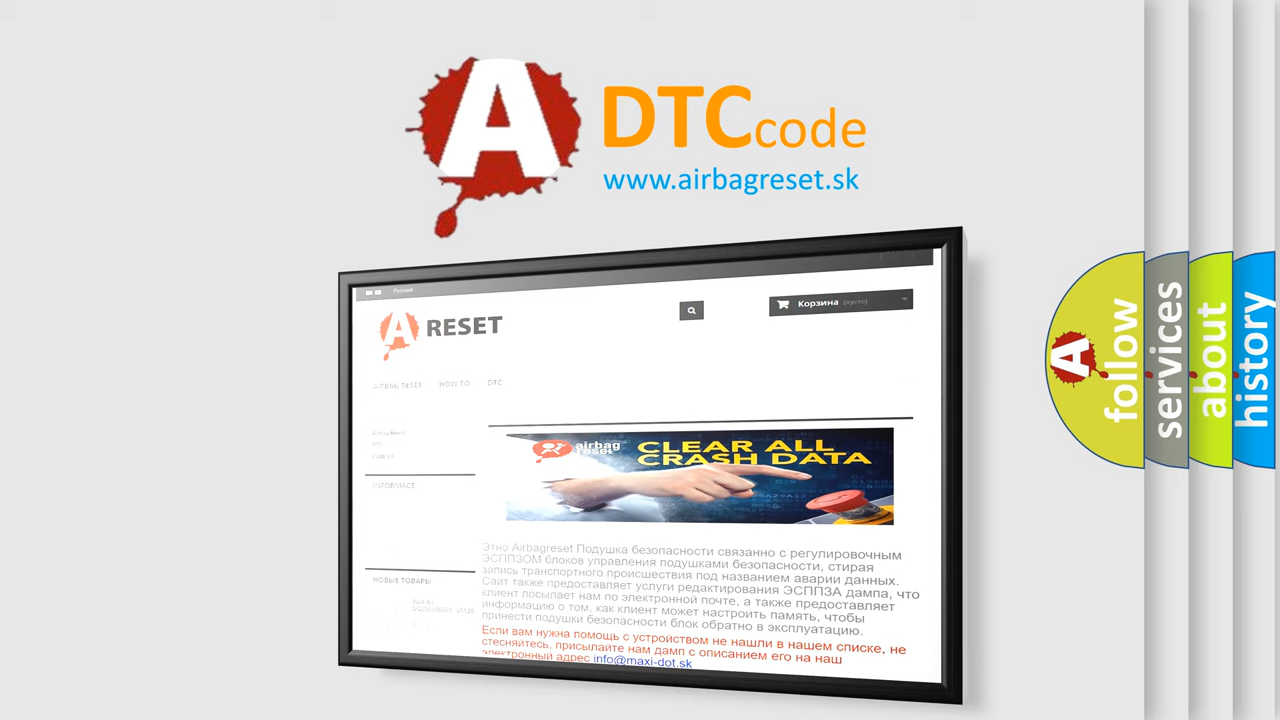 A DTC code
www.airbagreset.sk
Русский
A RESET
Корзина (пусто)
AIRBAG RESET HOW TO DTC
airbag reset
CLEAR ALL
CRASH DATA
INFORMACE
НОВЫЕ ТОВАРЫ
Этно Airbagreset Подушка безопасности связанно с регулировочным
ЭСППЗОМ блоков управления подушками безопасности, стирая
запись транспортного происшествия под названием аварии данных.
Сайт также предоставляет услуги редактирования ЭСППЗА дампа, что
клиент посылает нам по электронной почте, а также предоставляет
информацию о том, как клиент может настроить память, чтобы
принести подушки безопасности блок обратно в эксплуатацию.
Если вам нужна помощь с устройством не нашли в нашем списке, не
стесняйтесь, присылайте нам дамп с описанием его на наш
электронный адрес info@maxi-dot.sk
A follow
services
about
history